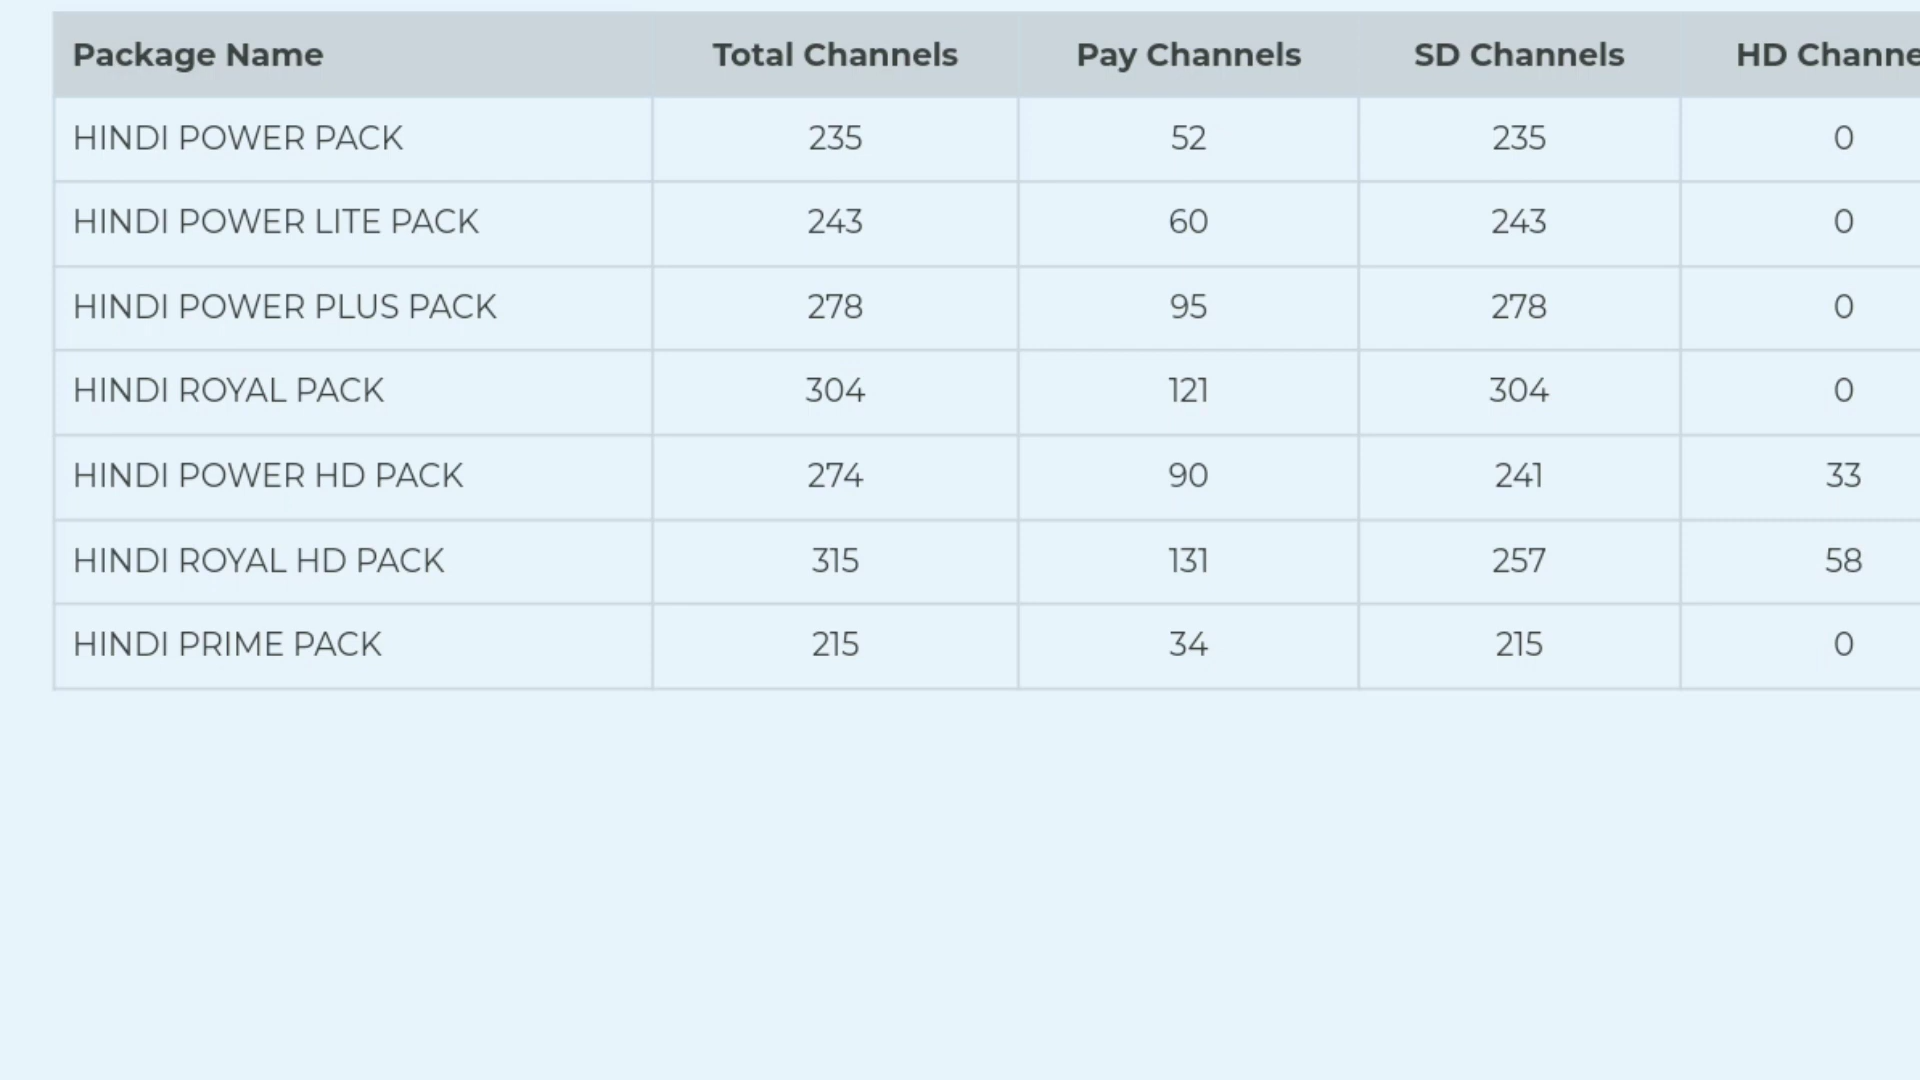 Package Name Total Channels Pay Channels SD Channels HD Channe
HINDI POWER PACK 235 52 235 0
HINDI POWER LITE PACK 243 60 243 0
HINDI POWER PLUS PACK 278 95 278 0
HINDI ROYAL PACK 304 121 304 0
HINDI POWER HD PACK 274 90 241 33
HINDI ROYAL HD PACK 315 131 257 58
HINDI PRIME PACK 215 34 215 0